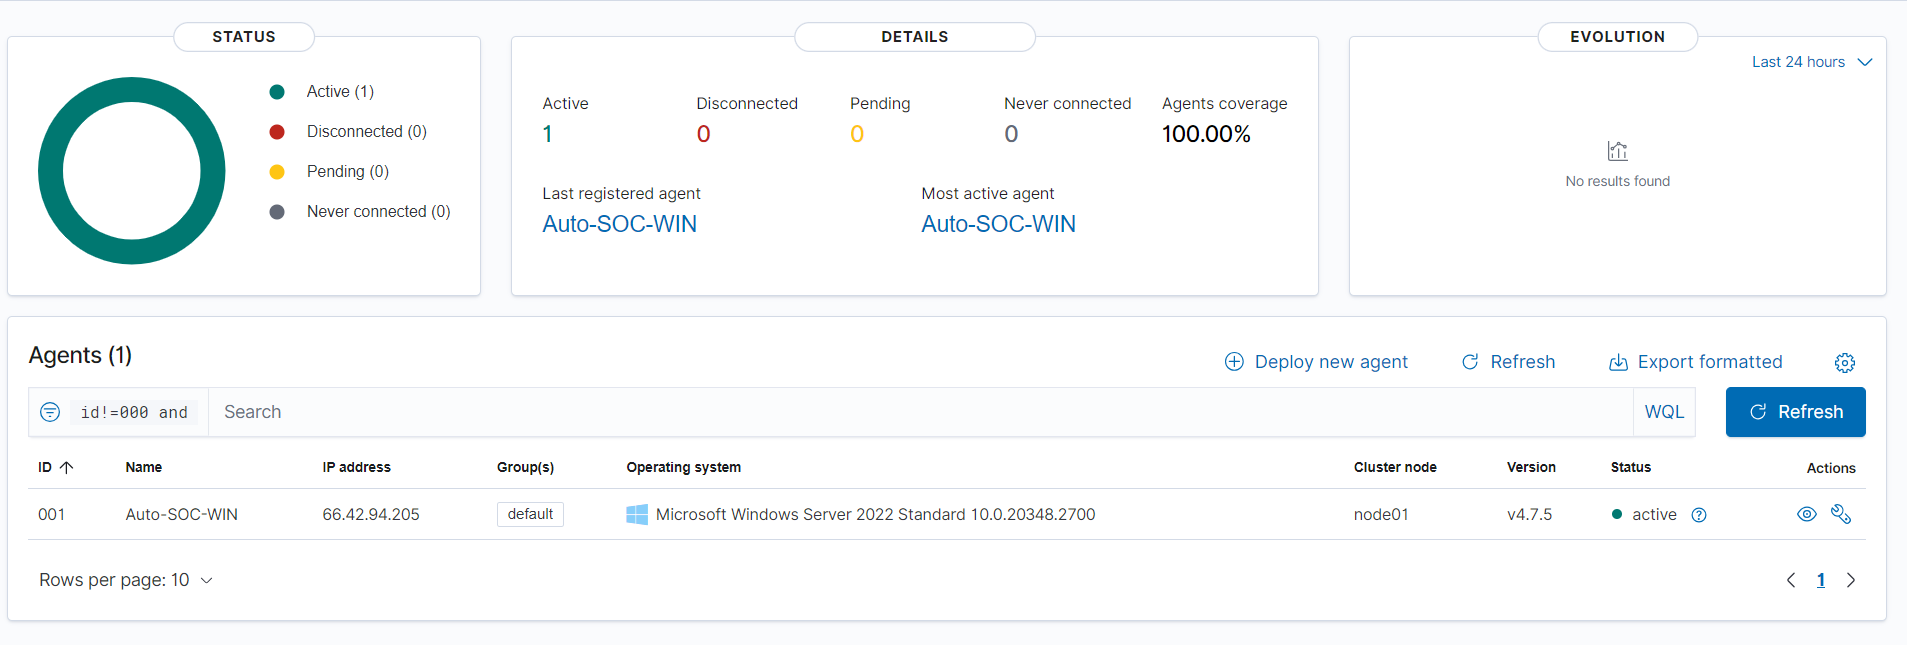 STATUS
Active (1)
Disconnected (0)
Pending (0)
Never connected (0)
DETAILS
Active
1
Disconnected
0
Pending
0
Never connected
0
Agents coverage
100.00%
Last registered agent
Auto-SOC-WIN
Most active agent
Auto-SOC-WIN
EVOLUTION
Last 24 hours
No results found
Agents (1)
Deploy new agent
Refresh
Export formatted
id!=000 and
Search
WQL
Refresh
ID Name IP address Group(s) Operating system Cluster node Version Status Actions
001 Auto-SOC-WIN 66.42.94.205 default Microsoft Windows Server 2022 Standard 10.0.20348.2700 node01 v4.7.5 active
Rows per page: 10
1